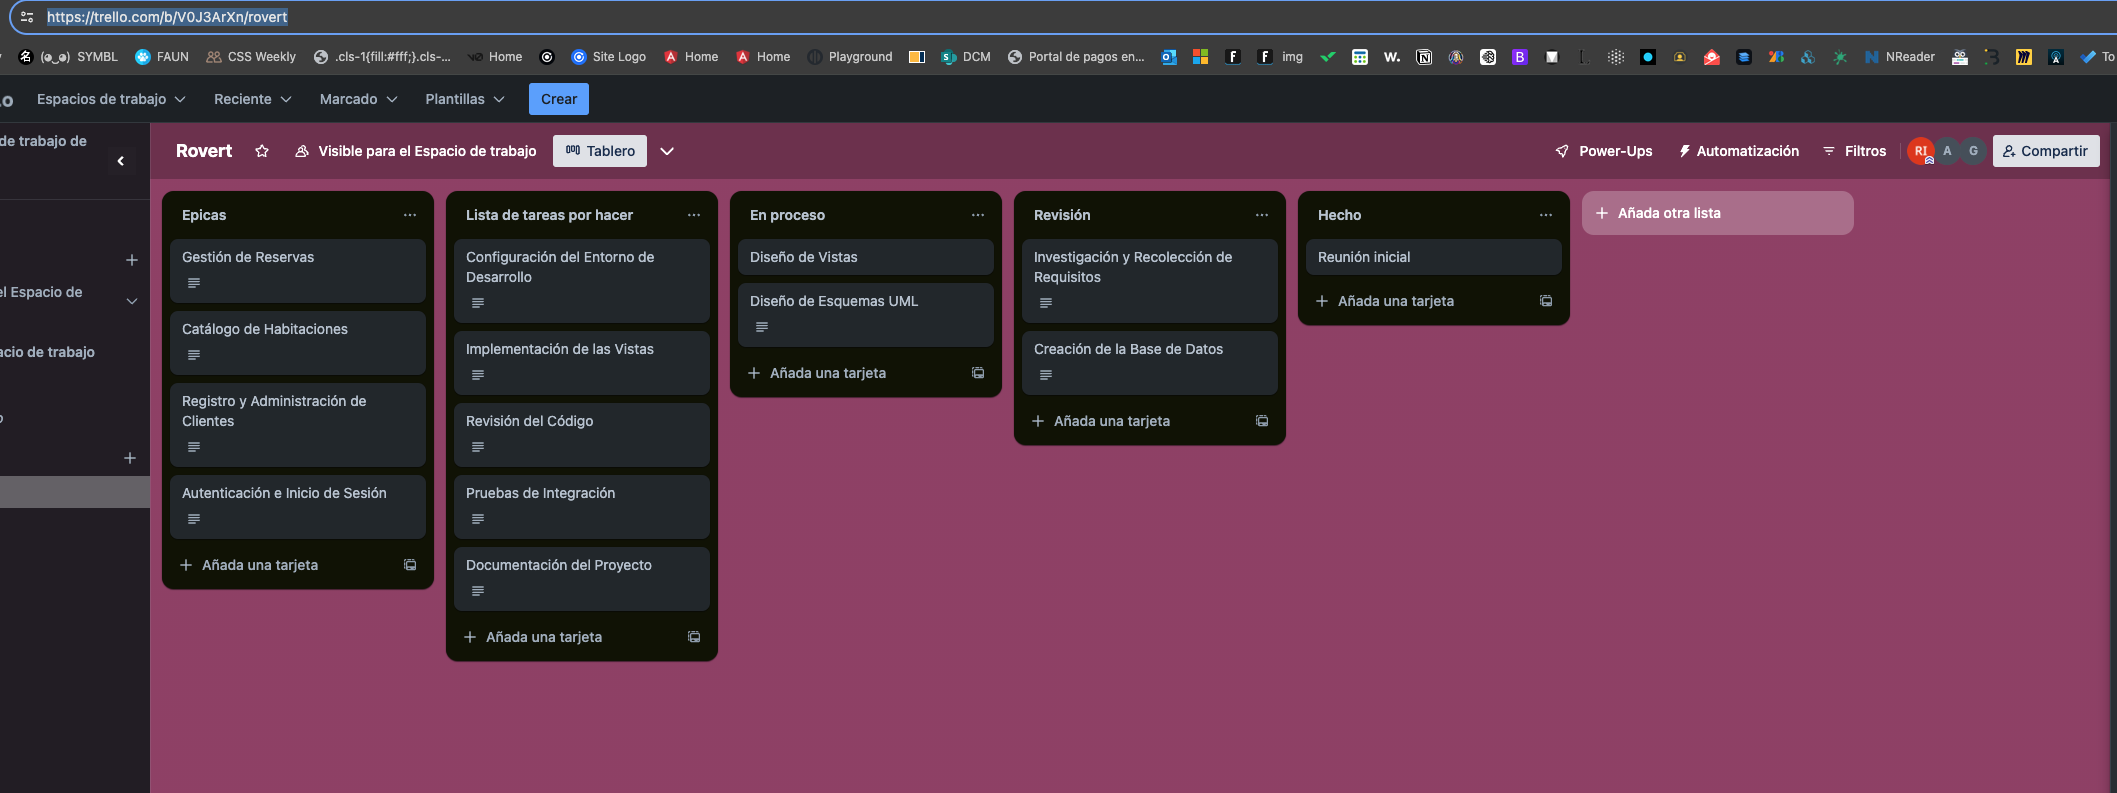 https://trello.com/b/V0J3ArXn/rovert
SYMBL
FAUN
CSS Weekly
.cls-1{fill:#fff;}.cls-...
Home
Site Logo
Home
Home
Playground
DCM
Portal de pagos en...
img
NReader
To
Espacios de trabajo
Reciente
Marcado
Plantillas
Crear
de trabajo de
el Espacio de
acio de trabajo
Rovert
Visible para el Espacio de trabajo
Tablero
Power-Ups
Automatización
Filtros
RI
A
G
Compartir
Epicas
Gestión de Reservas
Catálogo de Habitaciones
Registro y Administración de
Clientes
Autenticación e Inicio de Sesión
Añada una tarjeta
Lista de tareas por hacer
Configuración del Entorno de
Desarrollo
Implementación de las Vistas
Revisión del Código
Pruebas de Integración
Documentación del Proyecto
Añada una tarjeta
En proceso
Diseño de Vistas
Diseño de Esquemas UML
Añada una tarjeta
Revisión
Investigación y Recolección de
Requisitos
Creación de la Base de Datos
Añada una tarjeta
Hecho
Reunión inicial
Añada una tarjeta
Añada otra lista